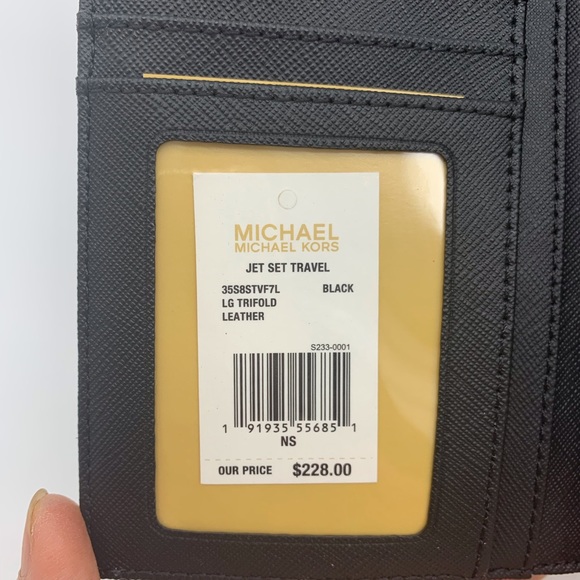 MICHAEL
MICHAEL KORS
JET SET TRAVEL
35S8STVF7L BLACK
LG TRIFOLD
LEATHER
S233-0001
1 91935 55685 1
NS
OUR PRICE $228.00